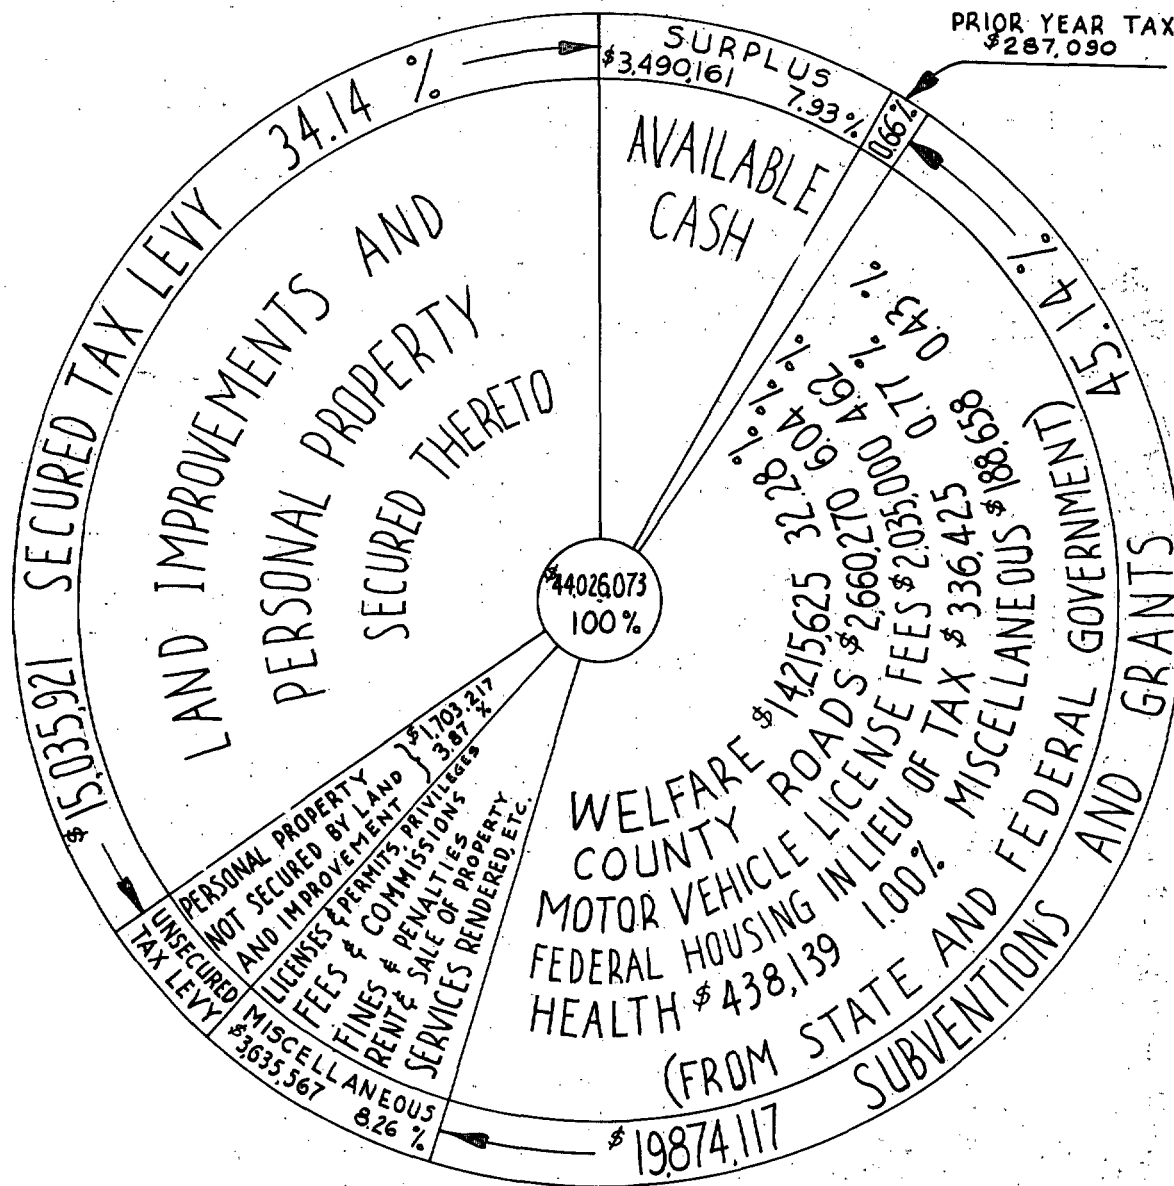 PRIOR YEAR TAX
$287,090
SURPLUS
$3,490,161 7.93%
0.66%
AVAILABLE
CASH
45.14%
SUBVENTIONS AND GRANTS
(FROM STATE AND FEDERAL GOVERNMENT)
$19,874,117
WELFARE $14,215,625 32.28%
COUNTY ROADS $2,660,270 6.04%
MOTOR VEHICLE LICENSE FEES $2,035,000 4.62%
FEDERAL HOUSING IN LIEU OF TAX $336,425 0.77%
MISCELLANEOUS $188,658 0.43%
HEALTH $438,139 1.00%
$44,026,073
100%
MISCELLANEOUS
$3,635,567 8.26%
LICENSES & PERMITS, PRIVILEGES
FEES & COMMISSIONS
FINES & PENALTIES
RENT & SALE OF PROPERTY
SERVICES RENDERED, ETC.
UNSECURED
TAX LEVY
PERSONAL PROPERTY
NOT SECURED BY LAND
AND IMPROVEMENT
$1,703,217
3.87%
$15,035,921 SECURED TAX LEVY 34.14%
LAND IMPROVEMENTS AND
PERSONAL PROPERTY
SECURED THERETO